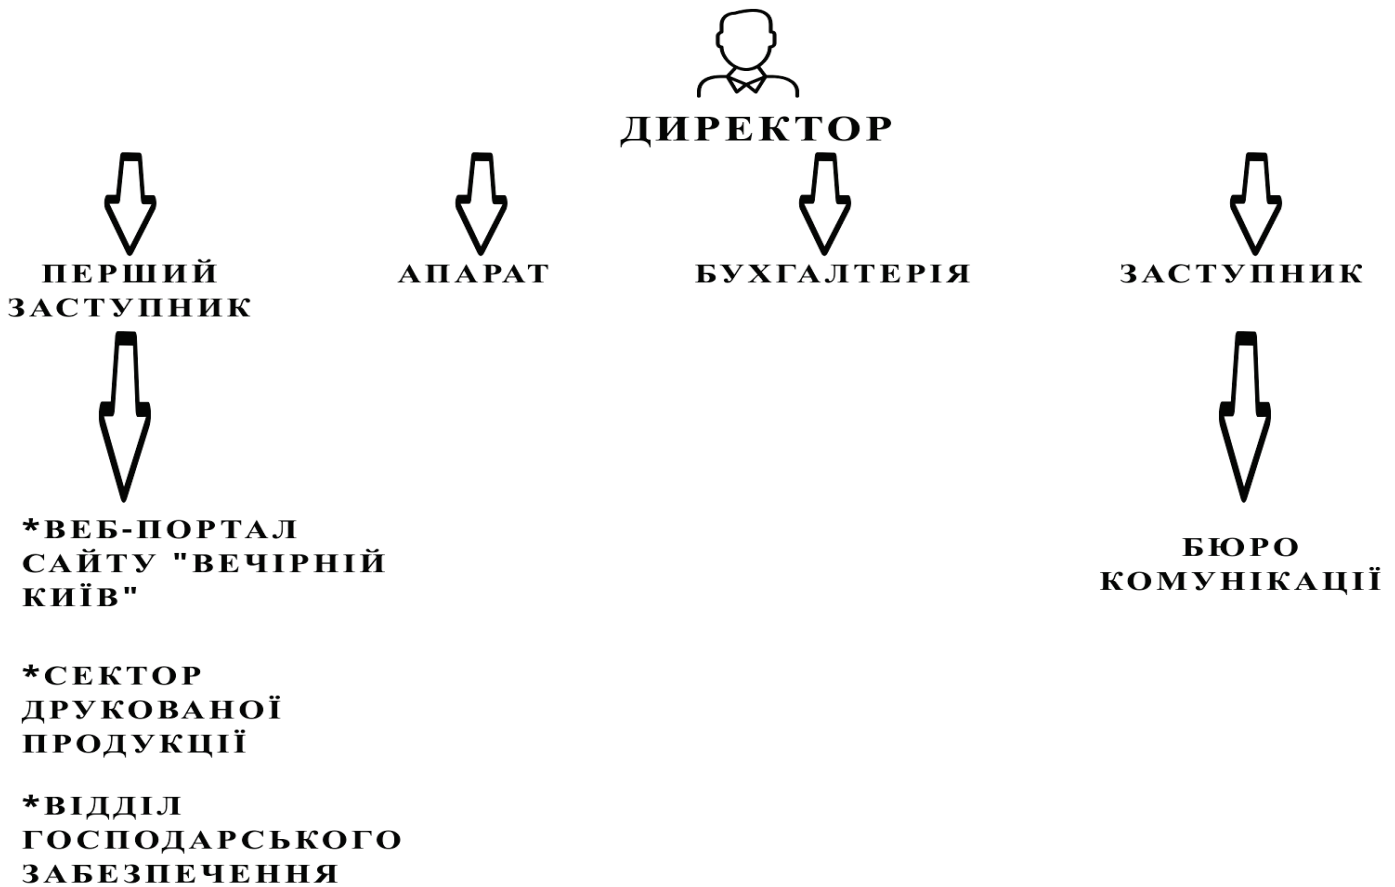 ДИРЕКТОР
ПЕРШИЙ
ЗАСТУПНИК
АПАРАТ
БУХГАЛТЕРІЯ
ЗАСТУПНИК
*ВЕБ-ПОРТАЛ
САЙТУ "ВЕЧІРНІЙ
КИЇВ"
*СЕКТОР
ДРУКОВАНОЇ
ПРОДУКЦІЇ
*ВІДДІЛ
ГОСПОДАРСЬКОГО
ЗАБЕЗПЕЧЕННЯ
БЮРО
КОМУНІКАЦІЇ